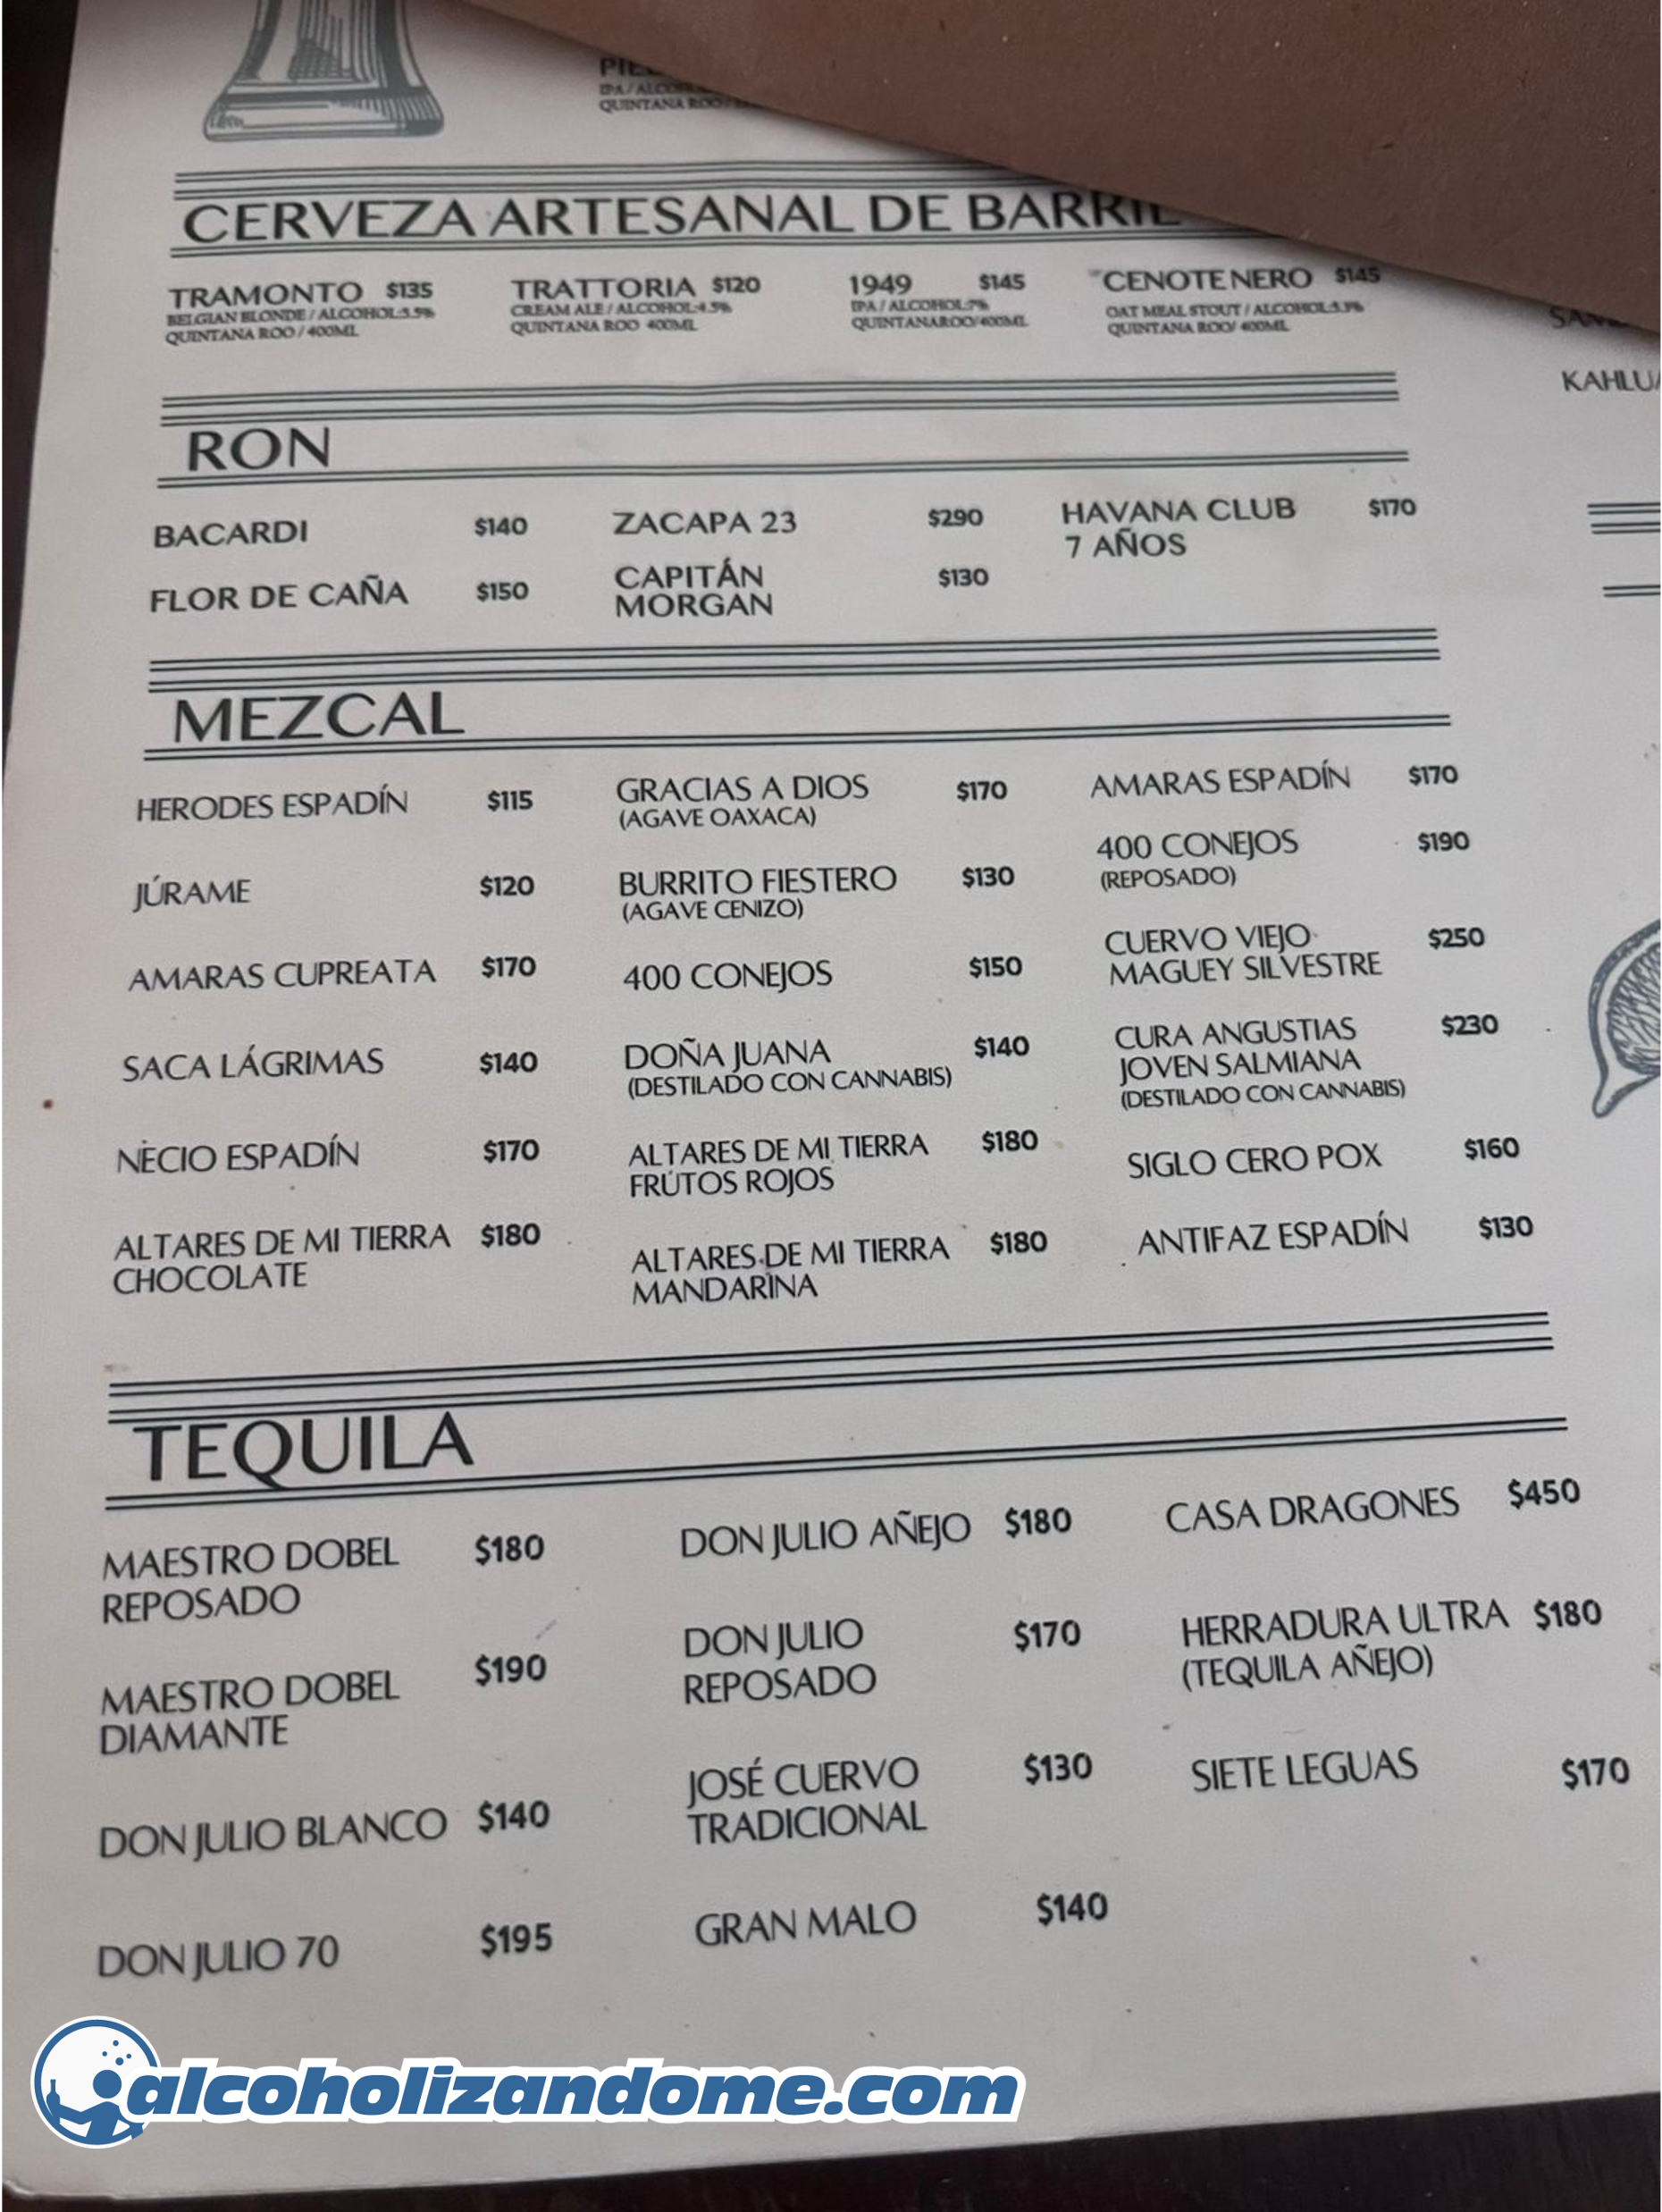 IPA / ALCOHOL
QUINTANA ROO /
CERVEZA ARTESANAL DE BARRIL
TRAMONTO $135
BELGIAN BLONDE / ALCOHOL:5.5%
QUINTANA ROO / 400ML
TRATTORIA $120
CREAM ALE / ALCOHOL:4.5%
QUINTANA ROO 400ML
1949 $145
IPA / ALCOHOL:7%
QUINTANAROO/400ML
CENOTE NERO $145
OAT MEAL STOUT / ALCOHOL:5.5%
QUINTANA ROO/ 400ML
KAHLUA
RON
BACARDI $140
FLOR DE CAÑA $150
ZACAPA 23 $290
CAPITÁN $130
MORGAN
HAVANA CLUB $170
7 AÑOS
MEZCAL
HERODES ESPADÍN $115
JÚRAME $120
AMARAS CUPREATA $170
SACA LÁGRIMAS $140
NECIO ESPADÍN $170
ALTARES DE MI TIERRA $180
CHOCOLATE
GRACIAS A DIOS $170
(AGAVE OAXACA)
BURRITO FIESTERO $130
(AGAVE CENIZO)
400 CONEJOS $150
DOÑA JUANA $140
(DESTILADO CON CANNABIS)
ALTARES DE MI TIERRA $180
FRUTOS ROJOS
ALTARES DE MI TIERRA $180
MANDARINA
AMARAS ESPADÍN $170
400 CONEJOS $190
(REPOSADO)
CUERVO VIEJO $250
MAGUEY SILVESTRE
CURA ANGUSTIAS $230
JOVEN SALMIANA
(DESTILADO CON CANNABIS)
SIGLO CERO POX $160
ANTIFAZ ESPADÍN $130
TEQUILA
MAESTRO DOBEL $180
REPOSADO
MAESTRO DOBEL $190
DIAMANTE
DON JULIO BLANCO $140
DON JULIO 70 $195
DON JULIO AÑEJO $180
DON JULIO $170
REPOSADO
JOSÉ CUERVO $130
TRADICIONAL
GRAN MALO $140
CASA DRAGONES $450
HERRADURA ULTRA $180
(TEQUILA AÑEJO)
SIETE LEGUAS $170
alcoholizandome.com